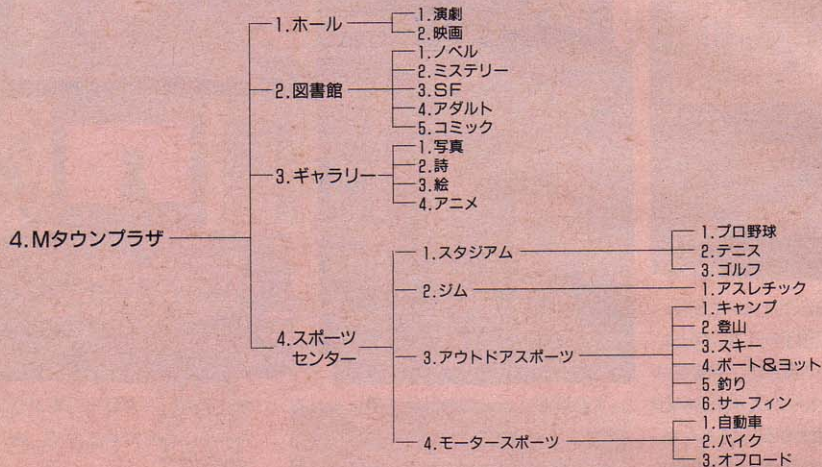 4.Mタウンプラザ
1.ホール
1.演劇
2.映画
2.図書館
1.ノベル
2.ミステリー
3.SF
4.アダルト
5.コミック
3.ギャラリー
1.写真
2.詩
3.絵
4.アニメ
4.スポーツ
センター
1.スタジアム
1.プロ野球
2.テニス
3.ゴルフ
2.ジム
1.アスレチック
3.アウトドアスポーツ
1.キャンプ
2.登山
3.スキー
4.ボート&ヨット
5.釣り
6.サーフィン
4.モータースポーツ
1.自動車
2.バイク
3.オフロード